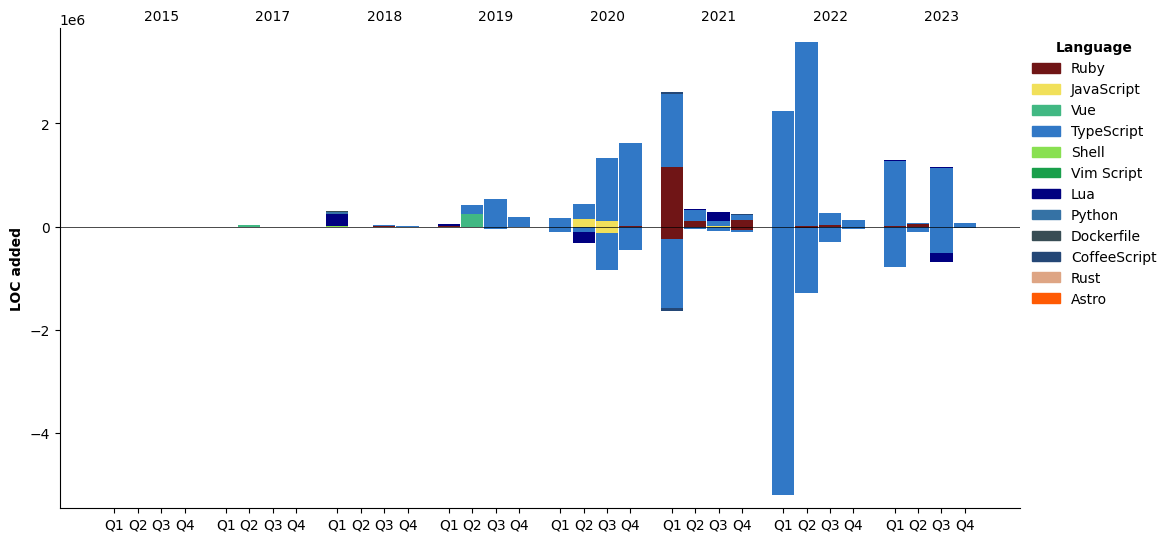 1e6
2015 2017 2018 2019 2020 2021 2022 2023
Language
Ruby
JavaScript
Vue
TypeScript
Shell
Vim Script
Lua
Python
Dockerfile
CoffeeScript
Rust
Astro
LOC added
2
0
−2
−4
Q1 Q2 Q3 Q4 Q1 Q2 Q3 Q4 Q1 Q2 Q3 Q4 Q1 Q2 Q3 Q4 Q1 Q2 Q3 Q4 Q1 Q2 Q3 Q4 Q1 Q2 Q3 Q4 Q1 Q2 Q3 Q4